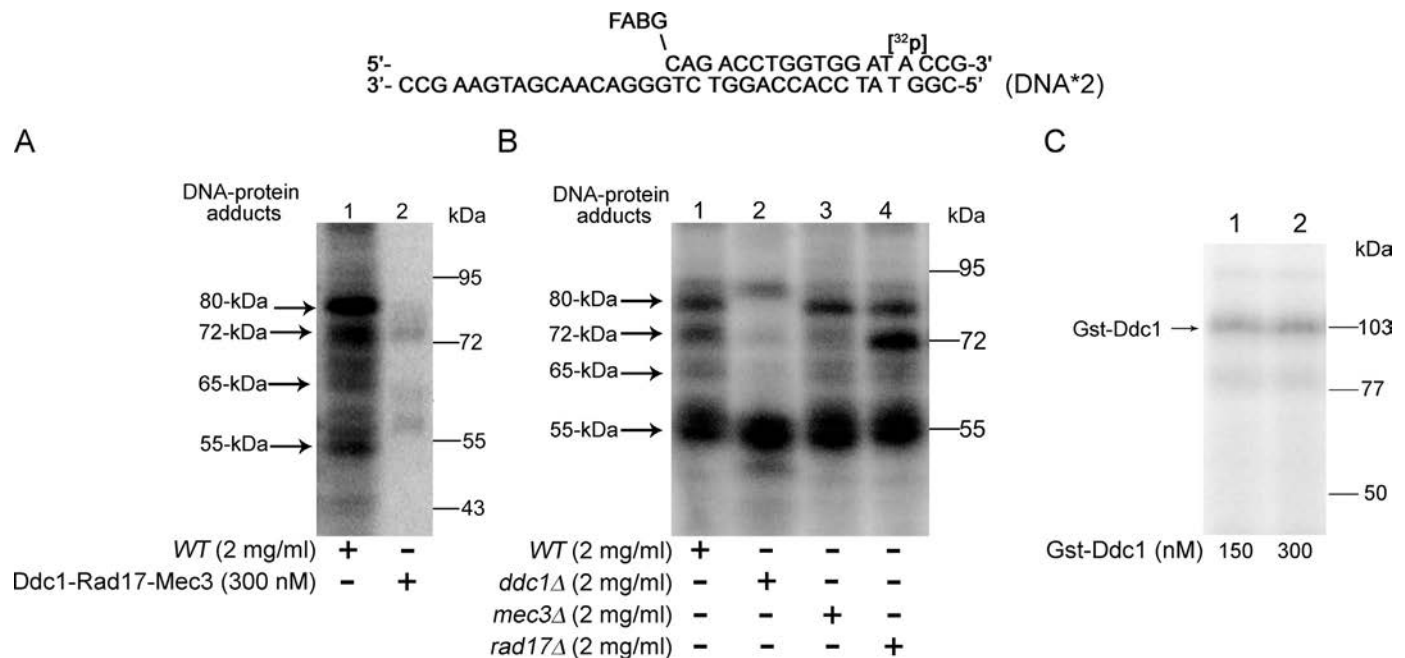 FABG
[³²p]
5'- CAG ACCTGGTGG AT A CCG-3'
3'- CCG AAGTAGCAACAGGGTC TGGACCACC TA T GGC-5' (DNA*2)
A
B
C
DNA-protein adducts
1 2 kDa
80-kDa
72-kDa
65-kDa
55-kDa
95
72
55
43
WT (2 mg/ml) + -
Ddc1-Rad17-Mec3 (300 nM) - +
DNA-protein adducts
1 2 3 4 kDa
80-kDa
72-kDa
65-kDa
55-kDa
95
72
55
WT (2 mg/ml) + - - -
ddc1Δ (2 mg/ml) - + - -
mec3Δ (2 mg/ml) - - + -
rad17Δ (2 mg/ml) - - - +
1 2
kDa
Gst-Ddc1
103
77
50
Gst-Ddc1 (nM) 150 300